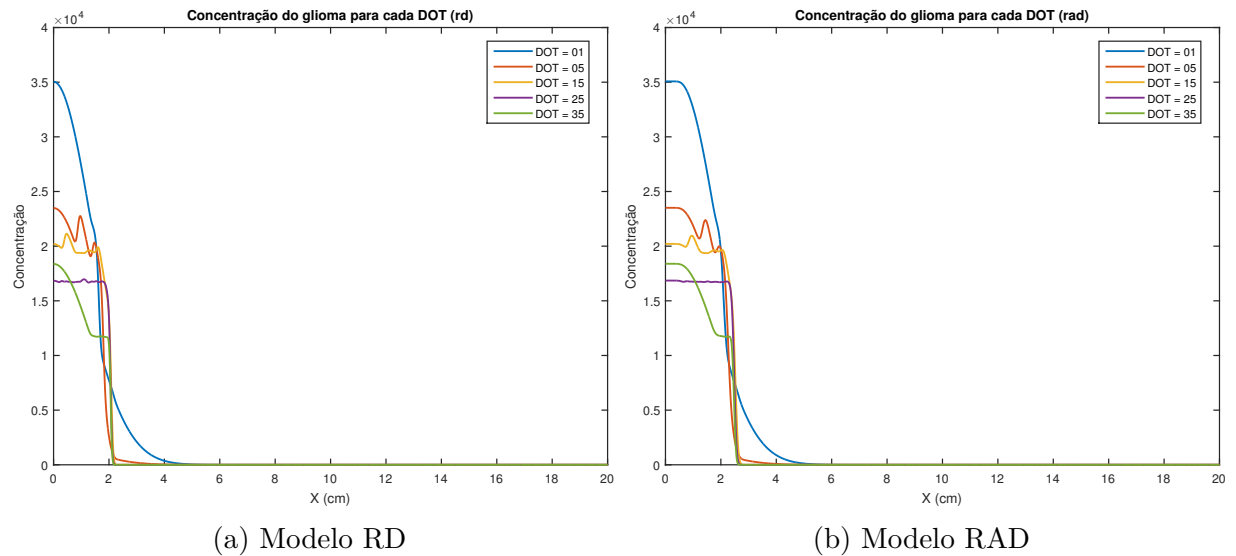 Concentração do glioma para cada DOT (rd)
×10⁴
4
3.5
3
2.5
2
1.5
1
0.5
0
Concentração
0 2 4 6 8 10 12 14 16 18 20
X (cm)
DOT = 01
DOT = 05
DOT = 15
DOT = 25
DOT = 35
(a) Modelo RD
Concentração do glioma para cada DOT (rad)
×10⁴
4
3.5
3
2.5
2
1.5
1
0.5
0
Concentração
0 2 4 6 8 10 12 14 16 18 20
X (cm)
DOT = 01
DOT = 05
DOT = 15
DOT = 25
DOT = 35
(b) Modelo RAD